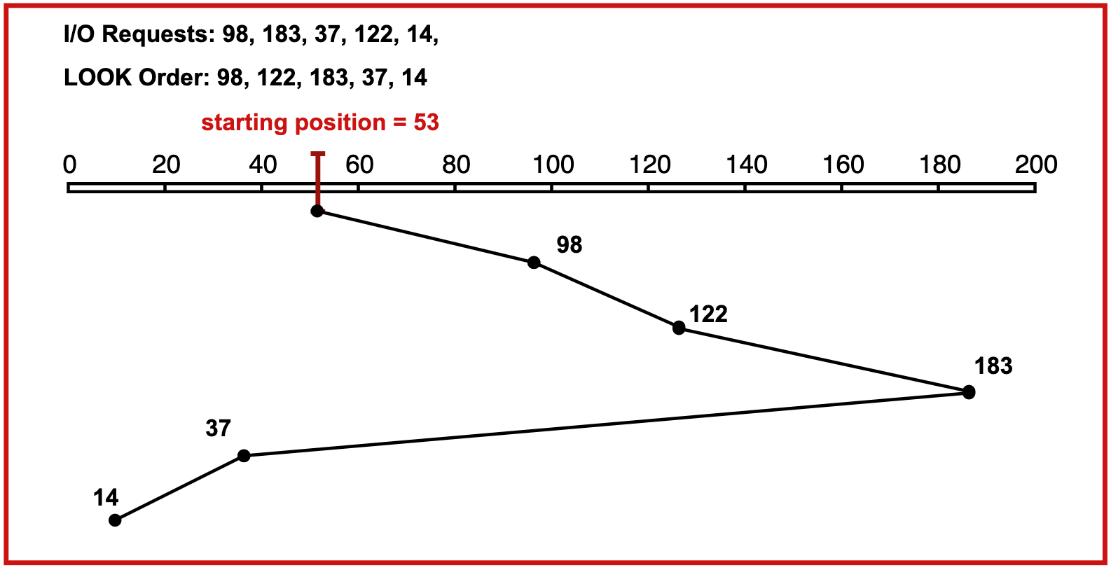 I/O Requests: 98, 183, 37, 122, 14,
LOOK Order: 98, 122, 183, 37, 14
starting position = 53
0 20 40 60 80 100 120 140 160 180 200
98
122
183
37
14